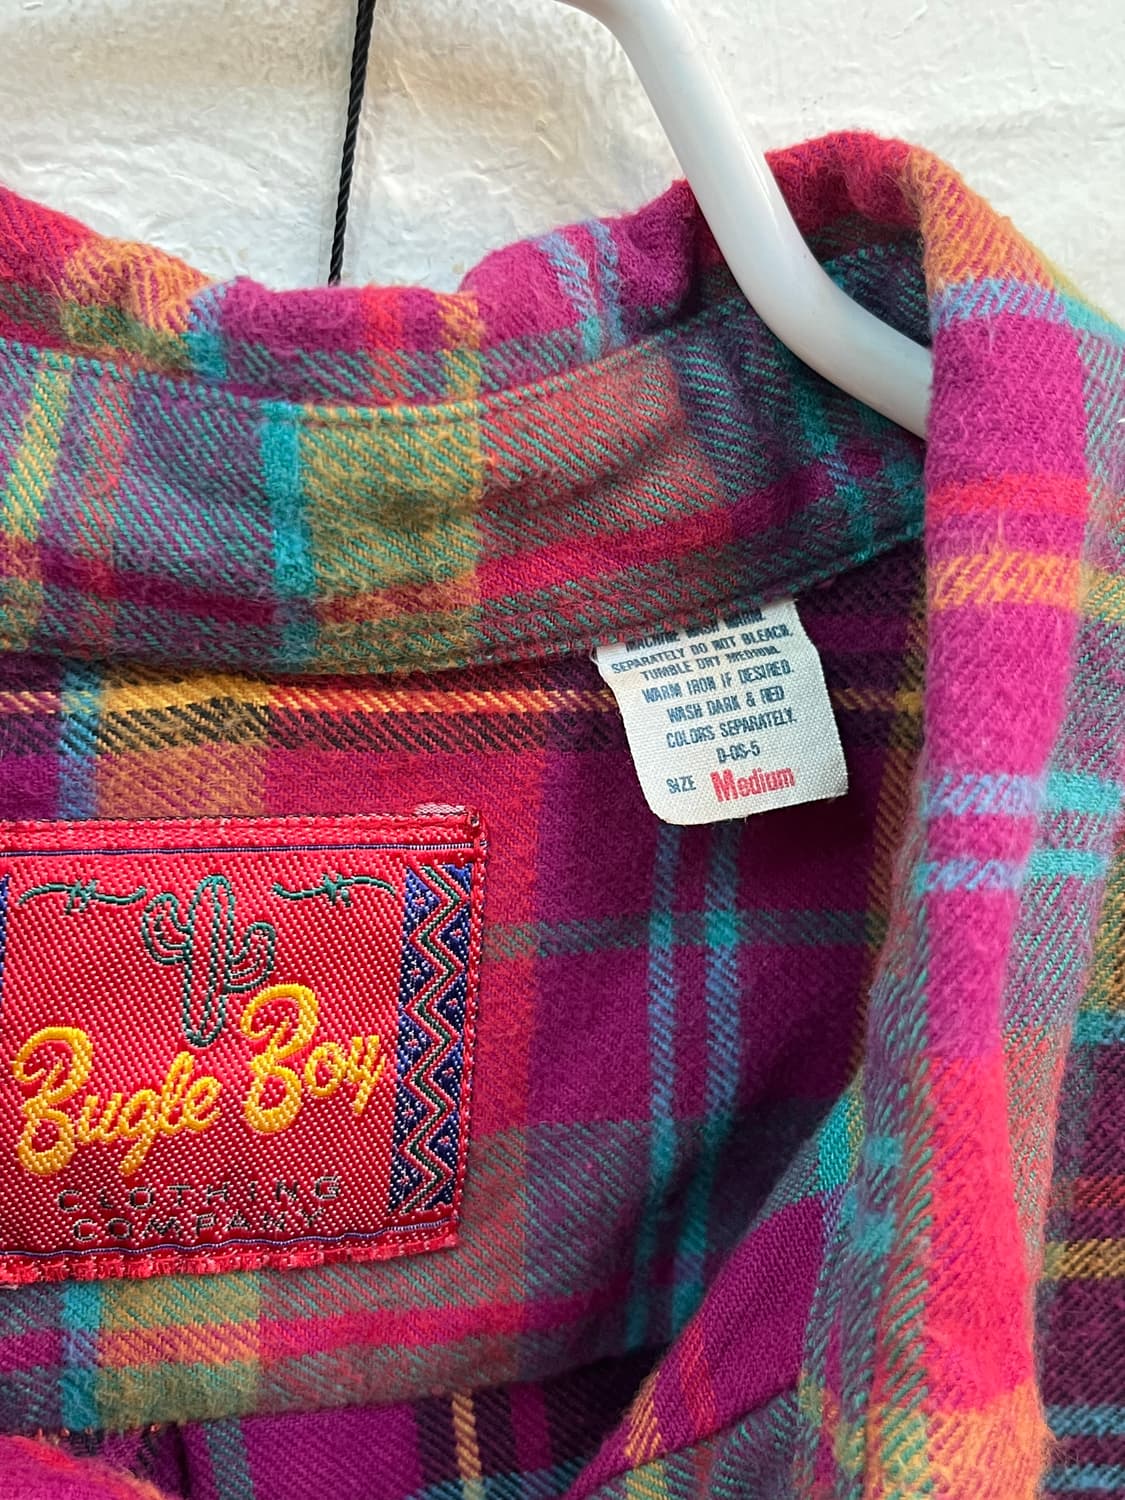 MACHINE WASH WARM.
SEPARATELY DO NOT BLEACH.
TUMBLE DRY MEDIUM.
WARM IRON IF DESIRED.
WASH DARK & RED
COLORS SEPARATELY.
D-OS-5
SIZE Medium
Bugle Boy
CLOTHING
COMPANY